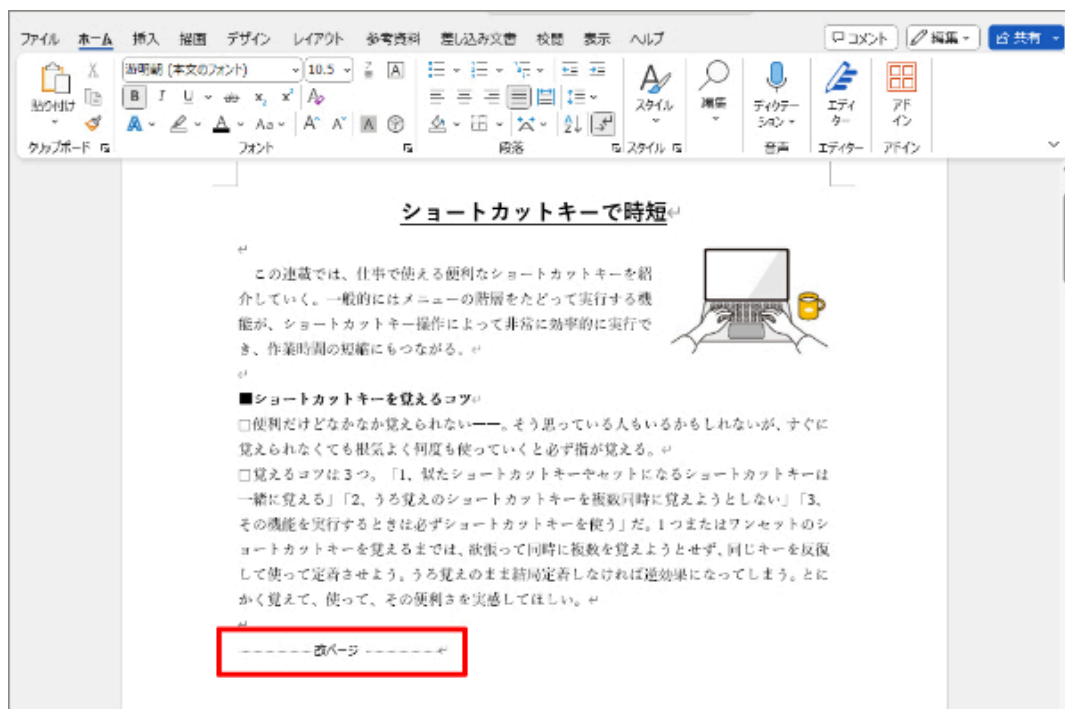 ファイル ホーム 挿入 描画 デザイン レイアウト 参考資料 差し込み文書 校閲 表示 ヘルプ コメント 編集 共有
游明朝 (本文のフォント) 10.5
貼り付け
スタイル 編集 ディクテーション エディター アドイン
クリップボード フォント 段落 スタイル 音声 エディター アドイン
ショートカットキーで時短
この連載では、仕事で使える便利なショートカットキーを紹
介していく。一般的にはメニューの階層をたどって実行する機
能が、ショートカットキー操作によって非常に効率的に実行で
き、作業時間の短縮にもつながる。
■ショートカットキーを覚えるコツ
□便利だけどなかなか覚えられない――。そう思っている人もいるかもしれないが、すぐに
覚えられなくても根気よく何度も使っていくと必ず指が覚える。
□覚えるコツは3つ。「1、似たショートカットキーやセットになるショートカットキーは
一緒に覚える」「2、うろ覚えのショートカットキーを複数同時に覚えようとしない」「3、
その機能を実行するときは必ずショートカットキーを使う」だ。1つまたはワンセットのシ
ョートカットキーを覚えるまでは、欲張って同時に複数を覚えようとせず、同じキーを反復
して使って定着させよう。うろ覚えのまま結局定着しなければ逆効果になってしまう。とに
かく覚えて、使って、その便利さを実感してほしい。
改ページ